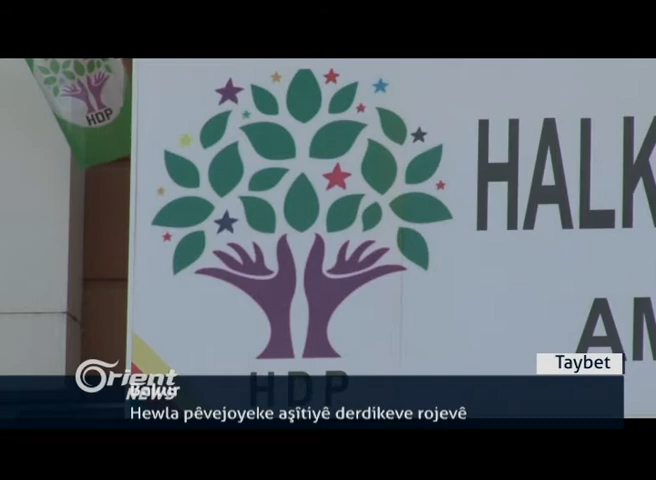 HDP
HALK
AM
HDP
Taybet
Orient
NEWS
Hewla pêvejoyeke aşîtiyê derdikeve rojevê